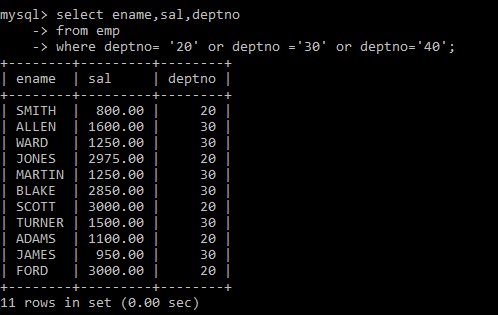 mysql> select ename,sal,deptno
    -> from emp
    -> where deptno= '20' or deptno ='30' or deptno='40';
+--------+---------+--------+
| ename  | sal     | deptno |
+--------+---------+--------+
| SMITH  |  800.00 |     20 |
| ALLEN  | 1600.00 |     30 |
| WARD   | 1250.00 |     30 |
| JONES  | 2975.00 |     20 |
| MARTIN | 1250.00 |     30 |
| BLAKE  | 2850.00 |     30 |
| SCOTT  | 3000.00 |     20 |
| TURNER | 1500.00 |     30 |
| ADAMS  | 1100.00 |     20 |
| JAMES  |  950.00 |     30 |
| FORD   | 3000.00 |     20 |
+--------+---------+--------+
11 rows in set (0.00 sec)